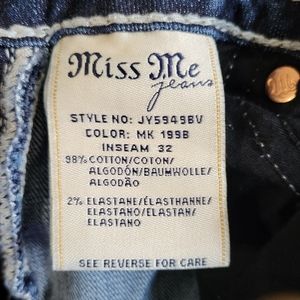 Miss Me
jeans
STYLE NO: JY5949BV
COLOR: MK 199B
INSEAM 32
98% COTTON/COTON/
ALGODÓN/BAUMWOLLE/
ALGODÃO
2% ELASTANE/ÉLASTHANNE/
ELASTANO/ELASTAN/
ELASTANO
SEE REVERSE FOR CARE